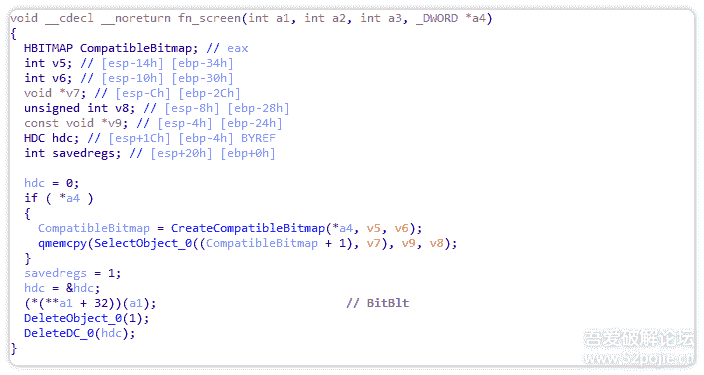 void __cdecl __noreturn fn_screen(int a1, int a2, int a3, _DWORD *a4)
{
  HBITMAP CompatibleBitmap; // eax
  int v5; // [esp-14h] [ebp-34h]
  int v6; // [esp-10h] [ebp-30h]
  void *v7; // [esp-Ch] [ebp-2Ch]
  unsigned int v8; // [esp-8h] [ebp-28h]
  const void *v9; // [esp-4h] [ebp-24h]
  HDC hdc; // [esp+1Ch] [ebp-4h] BYREF
  int savedregs; // [esp+20h] [ebp+0h]

  hdc = 0;
  if ( *a4 )
  {
    CompatibleBitmap = CreateCompatibleBitmap(*a4, v5, v6);
    qmemcpy(SelectObject_0((CompatibleBitmap + 1), v7), v9, v8);
  }
  savedregs = 1;
  hdc = &hdc;
  (*(**a1 + 32))(a1);                           // BitBlt
  DeleteObject_0(1);
  DeleteDC_0(hdc);
}
吾爱破解论坛
www.52pojie.cn